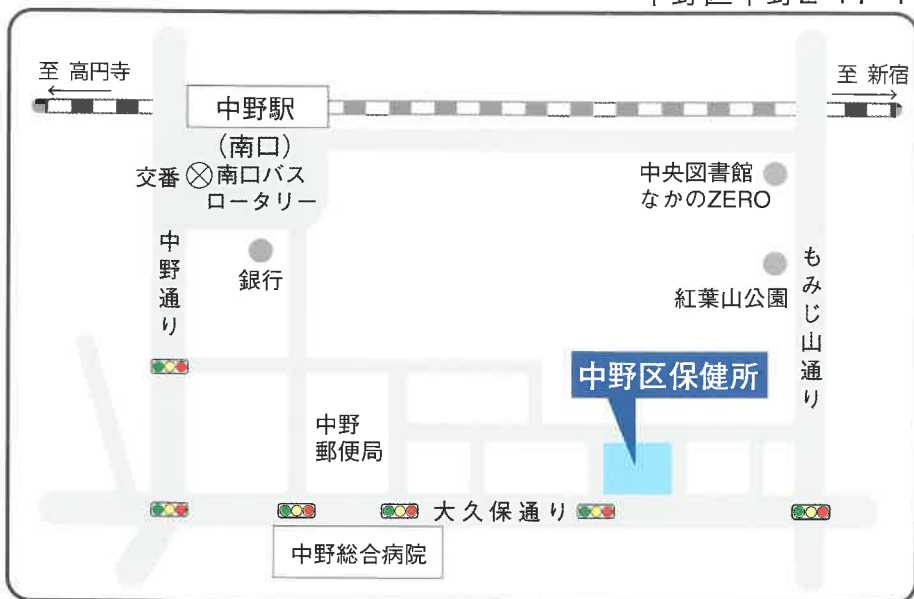 至 高円寺
至 新宿
中野駅
(南口)
交番
南口バス
ロータリー
中央図書館
なかのZERO
中野通り
銀行
紅葉山公園
もみじ山通り
中野区保健所
中野
郵便局
大久保通り
中野総合病院